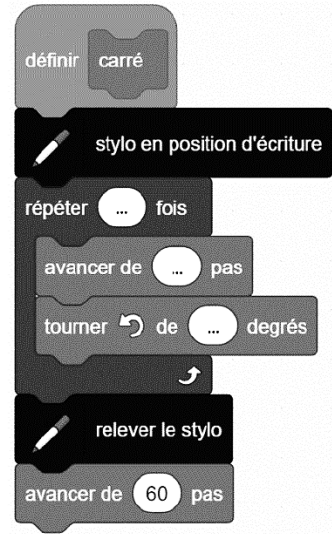 définir carré
stylo en position d'écriture
répéter ... fois
avancer de ... pas
tourner de ... degrés
relever le stylo
avancer de 60 pas